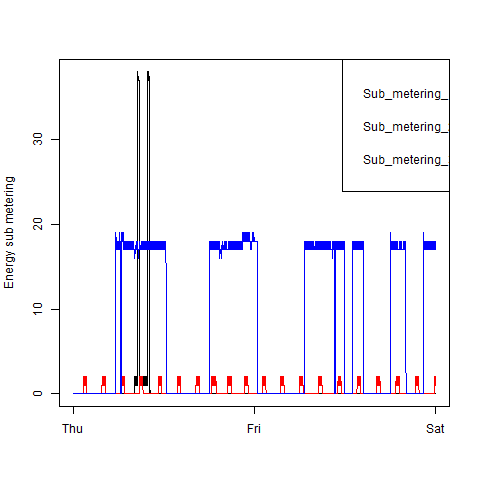 Energy sub metering
30
20
10
0
Sub_metering_
Sub_metering_
Sub_metering_
Thu Fri Sat